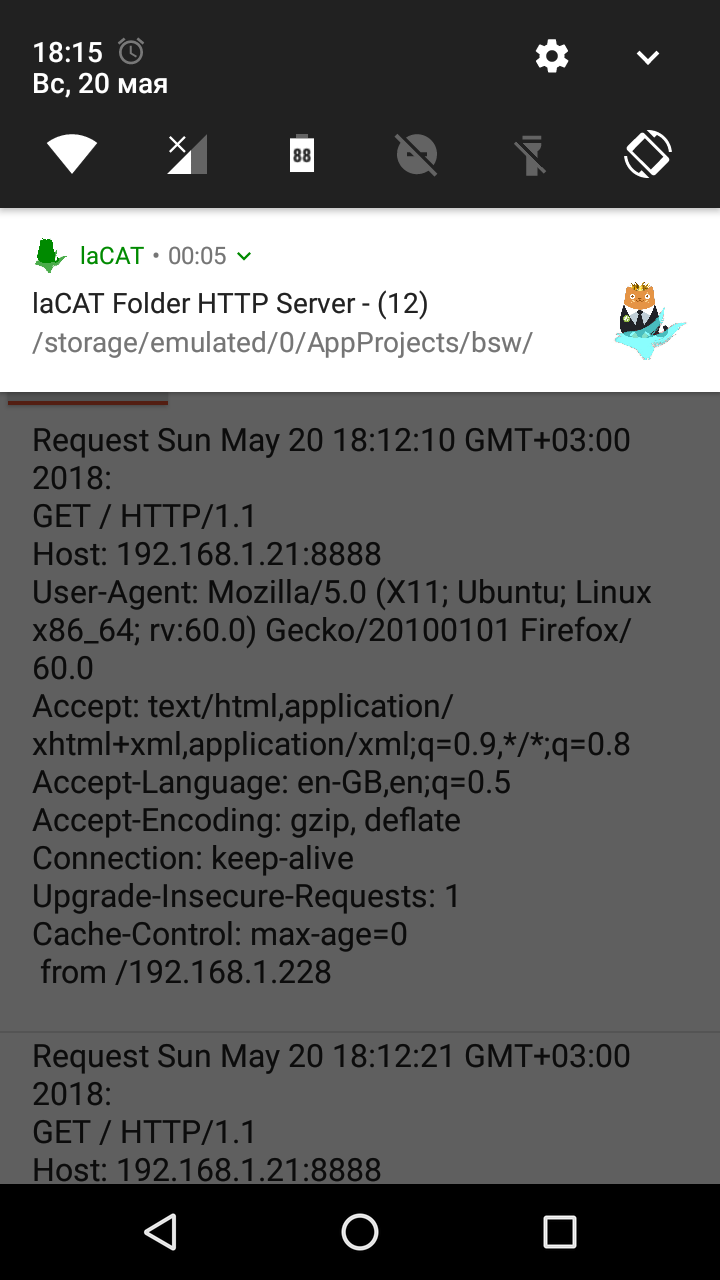 18:15
Вс, 20 мая
88
laCAT • 00:05
laCAT Folder HTTP Server - (12)
/storage/emulated/0/AppProjects/bsw/
Request Sun May 20 18:12:10 GMT+03:00
2018:
GET / HTTP/1.1
Host: 192.168.1.21:8888
User-Agent: Mozilla/5.0 (X11; Ubuntu; Linux
x86_64; rv:60.0) Gecko/20100101 Firefox/
60.0
Accept: text/html,application/
xhtml+xml,application/xml;q=0.9,*/*;q=0.8
Accept-Language: en-GB,en;q=0.5
Accept-Encoding: gzip, deflate
Connection: keep-alive
Upgrade-Insecure-Requests: 1
Cache-Control: max-age=0
from /192.168.1.228
Request Sun May 20 18:12:21 GMT+03:00
2018:
GET / HTTP/1.1
Host: 192.168.1.21:8888